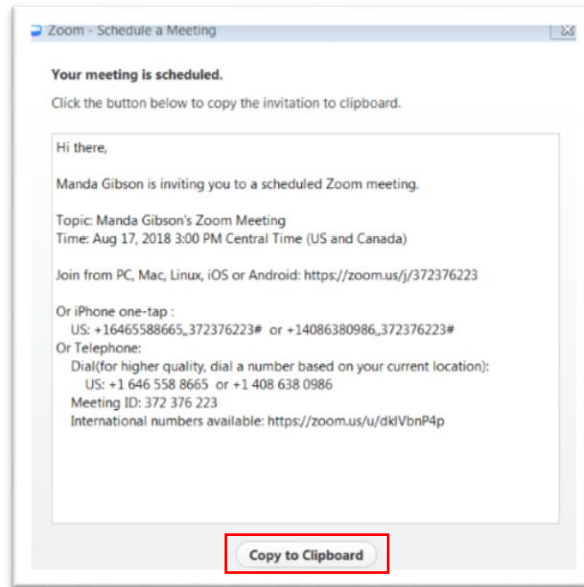 Zoom - Schedule a Meeting
Your meeting is scheduled.
Click the button below to copy the invitation to clipboard.
Hi there,
Manda Gibson is inviting you to a scheduled Zoom meeting.
Topic: Manda Gibson's Zoom Meeting
Time: Aug 17, 2018 3:00 PM Central Time (US and Canada)
Join from PC, Mac, Linux, iOS or Android: https://zoom.us/j/372376223
Or iPhone one-tap :
US: +16465588665,,372376223# or +14086380986,,372376223#
Or Telephone:
Dial(for higher quality, dial a number based on your current location):
US: +1 646 558 8665 or +1 408 638 0986
Meeting ID: 372 376 223
International numbers available: https://zoom.us/u/dklVbnP4p
Copy to Clipboard